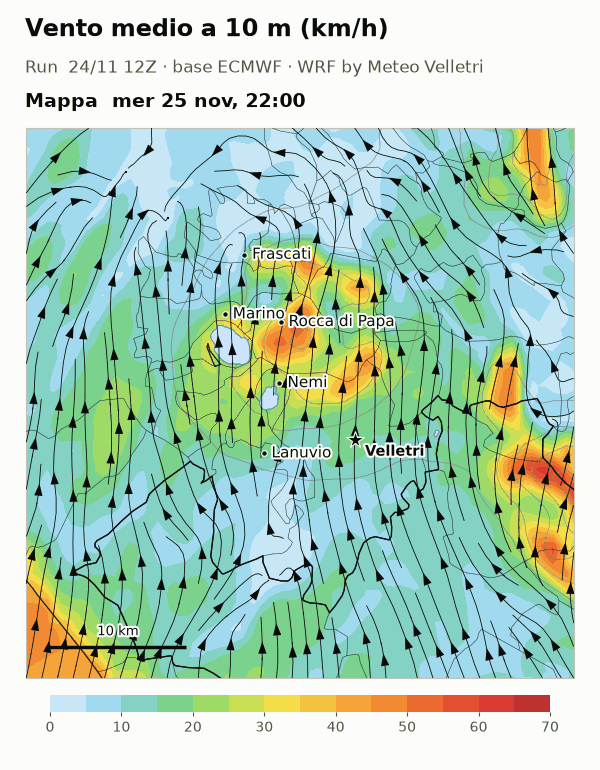 Vento medio a 10 m (km/h)
Run  24/11 12Z · base ECMWF · WRF by Meteo Velletri
Mappa  mer 25 nov, 22:00
Frascati
Marino
Rocca di Papa
Nemi
Velletri
Lanuvio
10 km
0 10 20 30 40 50 60 70